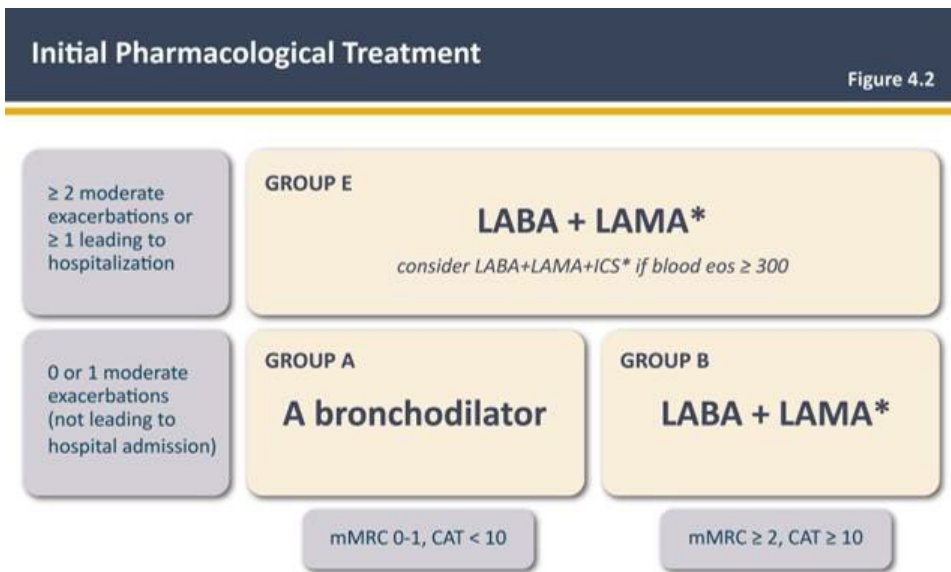 Initial Pharmacological Treatment
Figure 4.2
≥ 2 moderate
exacerbations or
≥ 1 leading to
hospitalization
GROUP E
LABA + LAMA*
consider LABA+LAMA+ICS* if blood eos ≥ 300
0 or 1 moderate
exacerbations
(not leading to
hospital admission)
GROUP A
A bronchodilator
GROUP B
LABA + LAMA*
mMRC 0-1, CAT < 10
mMRC ≥ 2, CAT ≥ 10